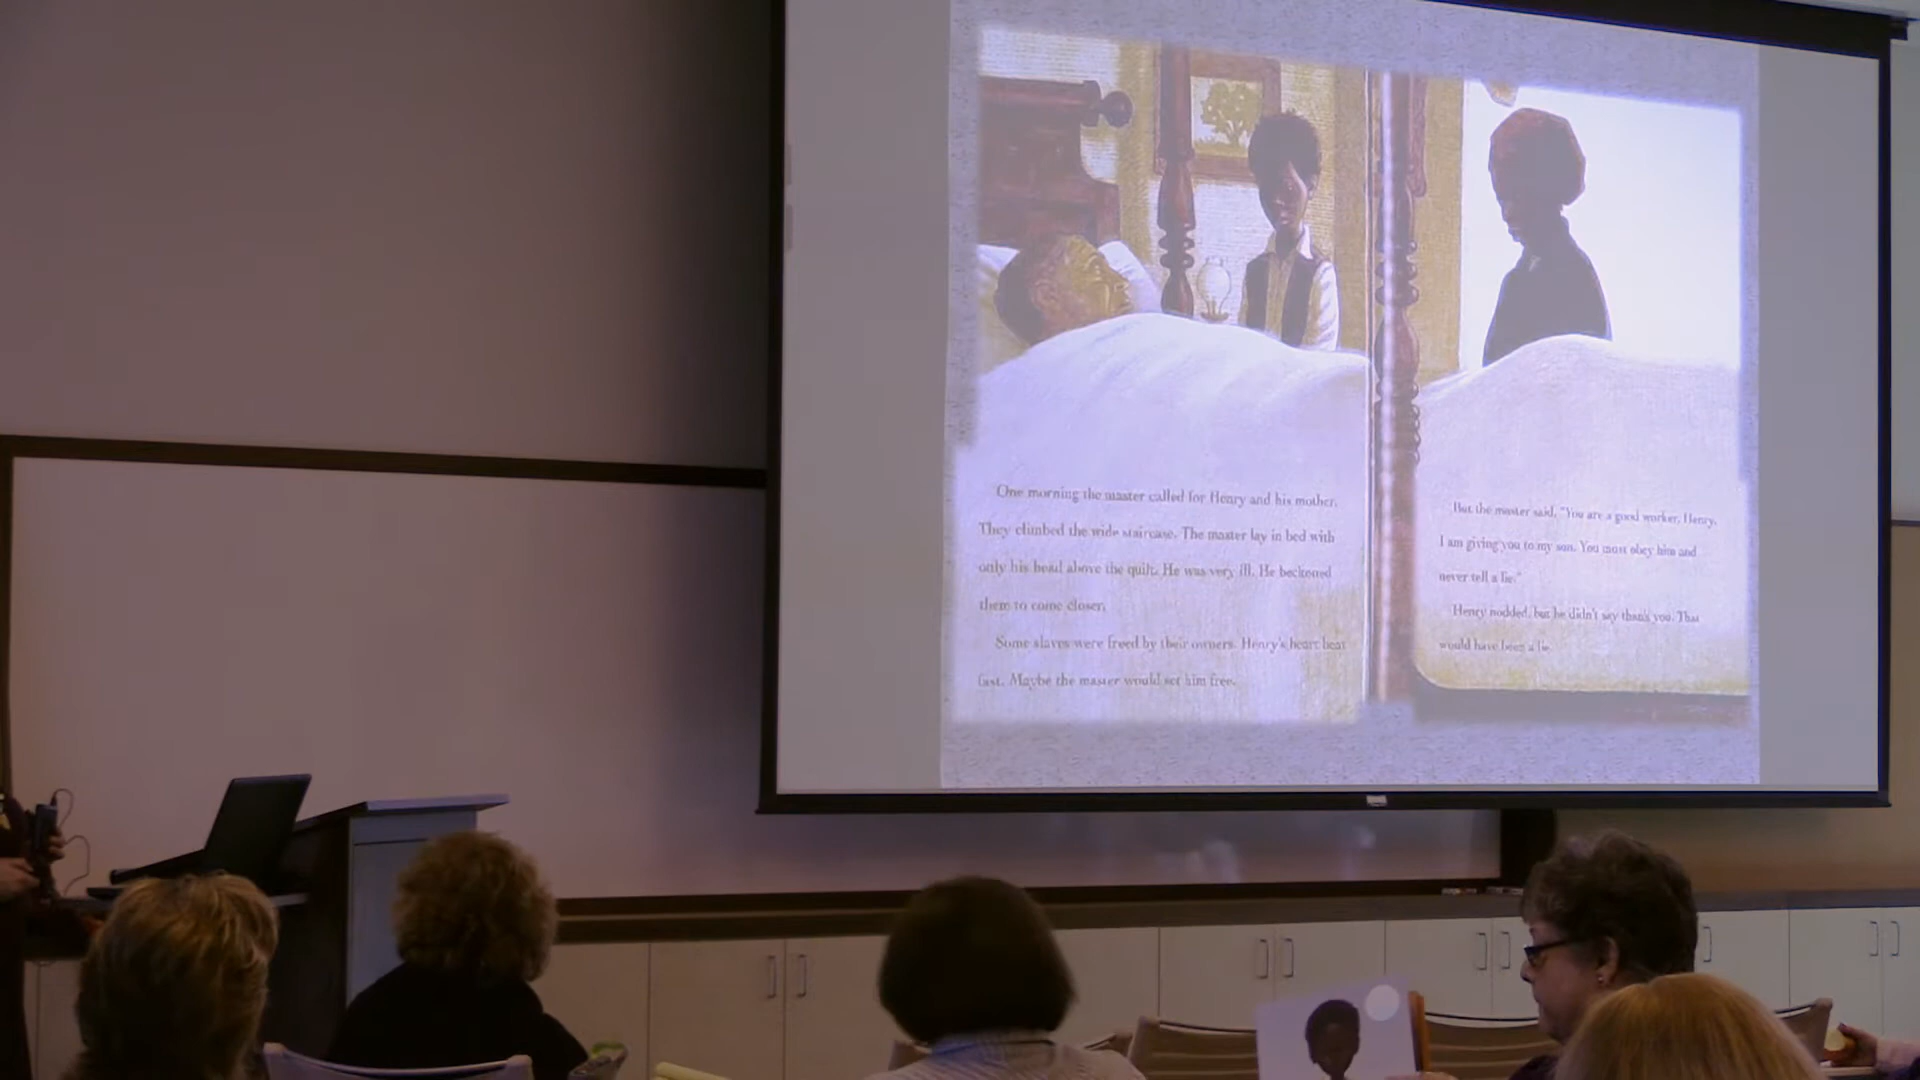 One morning the master called for Henry and his mother.
They climbed the wide staircase. The master lay in bed with
only his head above the quilt. He was very ill. He beckoned
them to come closer.
Some slaves were freed by their owners. Henry's heart beat
fast. Maybe the master would set him free.
But the master said, "You are a good worker, Henry.
I am giving you to my son. You must obey him and
never tell a lie."
Henry nodded, but he didn't say thank you. That
would have been a lie.